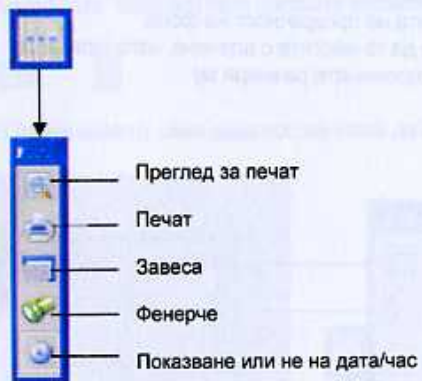 Преглед за печат
Печат
Завеса
Фенерче
Показване или не на дата/час